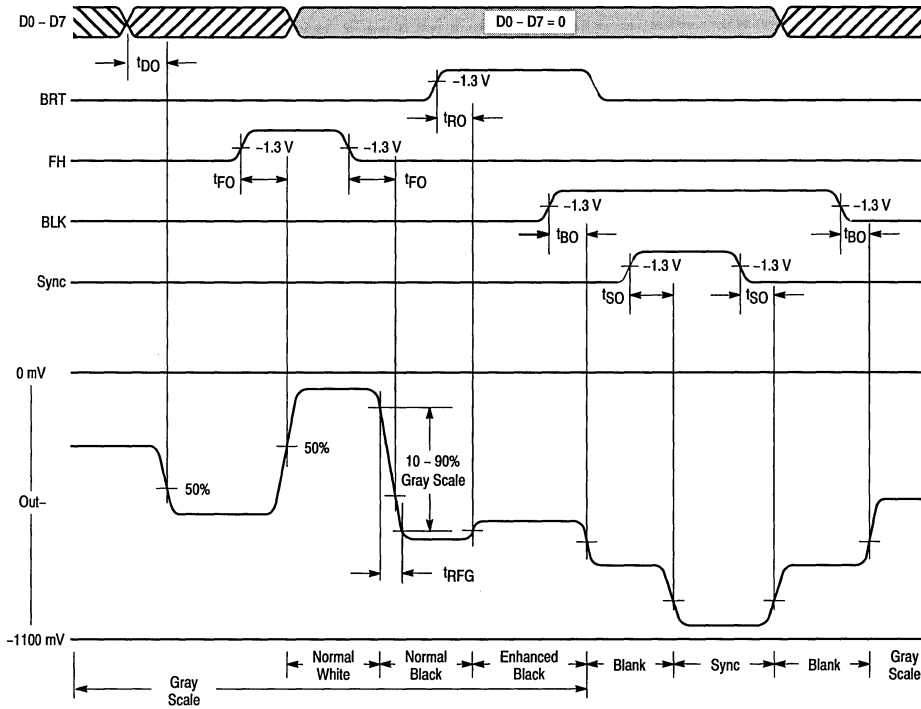 D0 – D7
D0 – D7 = 0
tDO
BRT
–1.3 V
tRO
FH
–1.3 V
–1.3 V
tFO
tFO
BLK
–1.3 V
–1.3 V
tBO
tBO
Sync
–1.3 V
–1.3 V
tSO
tSO
0 mV
50%
50%
10 – 90%
Gray Scale
Out–
tRFG
–1100 mV
Gray
Scale
Normal
White
Normal
Black
Enhanced
Black
Blank
Sync
Blank
Gray
Scale